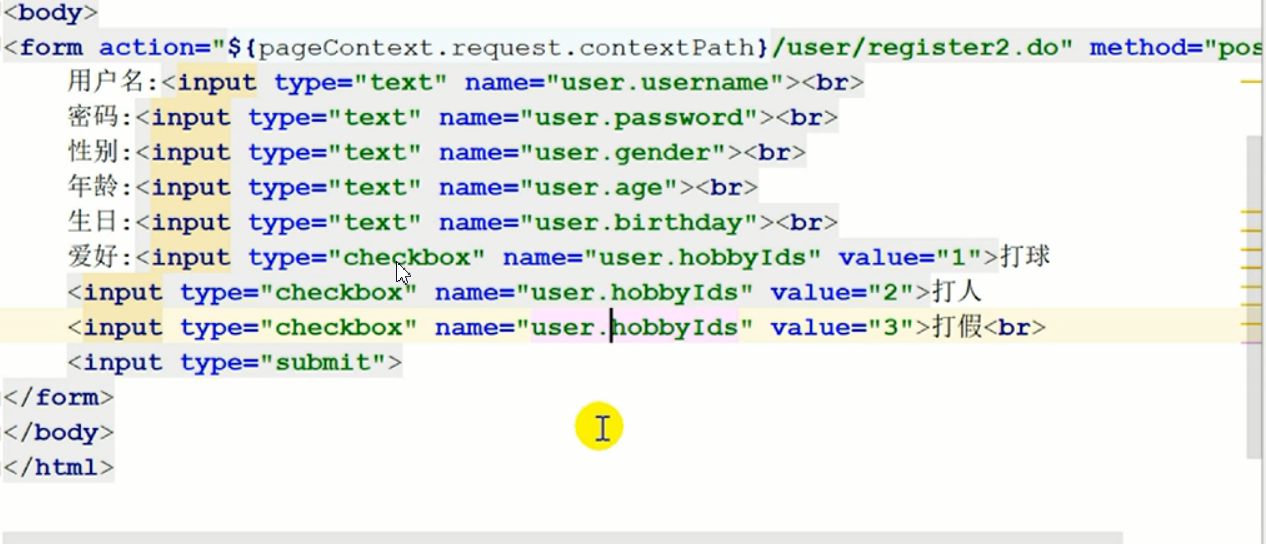 <body>
<form action="${pageContext.request.contextPath}/user/register2.do" method="pos
用户名:<input type="text" name="user.username"><br>
密码:<input type="text" name="user.password"><br>
性别:<input type="text" name="user.gender"><br>
年龄:<input type="text" name="user.age"><br>
生日:<input type="text" name="user.birthday"><br>
爱好:<input type="checkbox" name="user.hobbyIds" value="1">打球
<input type="checkbox" name="user.hobbyIds" value="2">打人
<input type="checkbox" name="user.hobbyIds" value="3">打假<br>
<input type="submit">
</form>
</body>
</html>